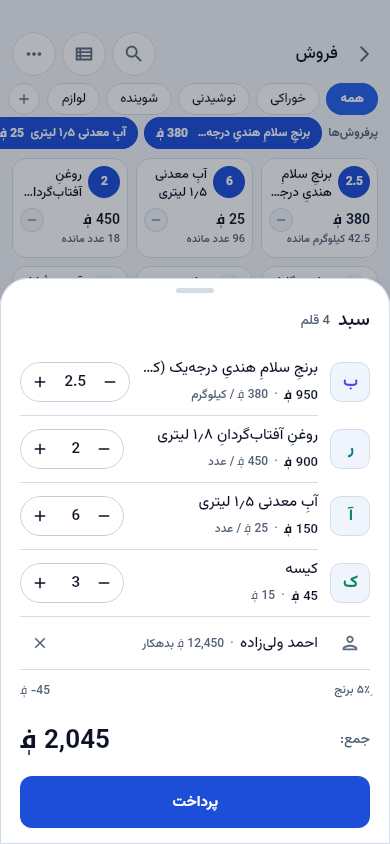 فروش
همه
خوراکی
نوشیدنی
شوینده
لوازم
پرفروش‌ها
برنجِ سلامِ هندیِ درجه… 380 ؋
آبِ معدنی ۱٫۵ لیتری 25 ؋
برنجِ سلامِ هندیِ درج… 2.5
380 ؋
42.5 کیلوگرم مانده
آبِ معدنی ۱٫۵ لیتری 6
25 ؋
96 عدد مانده
روغنِ آفتاب‌گردا… 2
450 ؋
18 عدد مانده
سبد 4 قلم
ب
برنجِ سلامِ هندیِ درجه‌یک (ک…
950 ؋ · 380 ؋ / کیلوگرم
2.5
ر
روغنِ آفتاب‌گردانِ ۱٫۸ لیتری
900 ؋ · 450 ؋ / عدد
2
آ
آبِ معدنی ۱٫۵ لیتری
150 ؋ · 25 ؋ / عدد
6
ک
کیسه
45 ؋ · 15 ؋
3
احمد ولی‌زاده · 12,450 ؋ بدهکار
۵٪ برنج
-45 ؋
جمع:
2,045 ؋
پرداخت